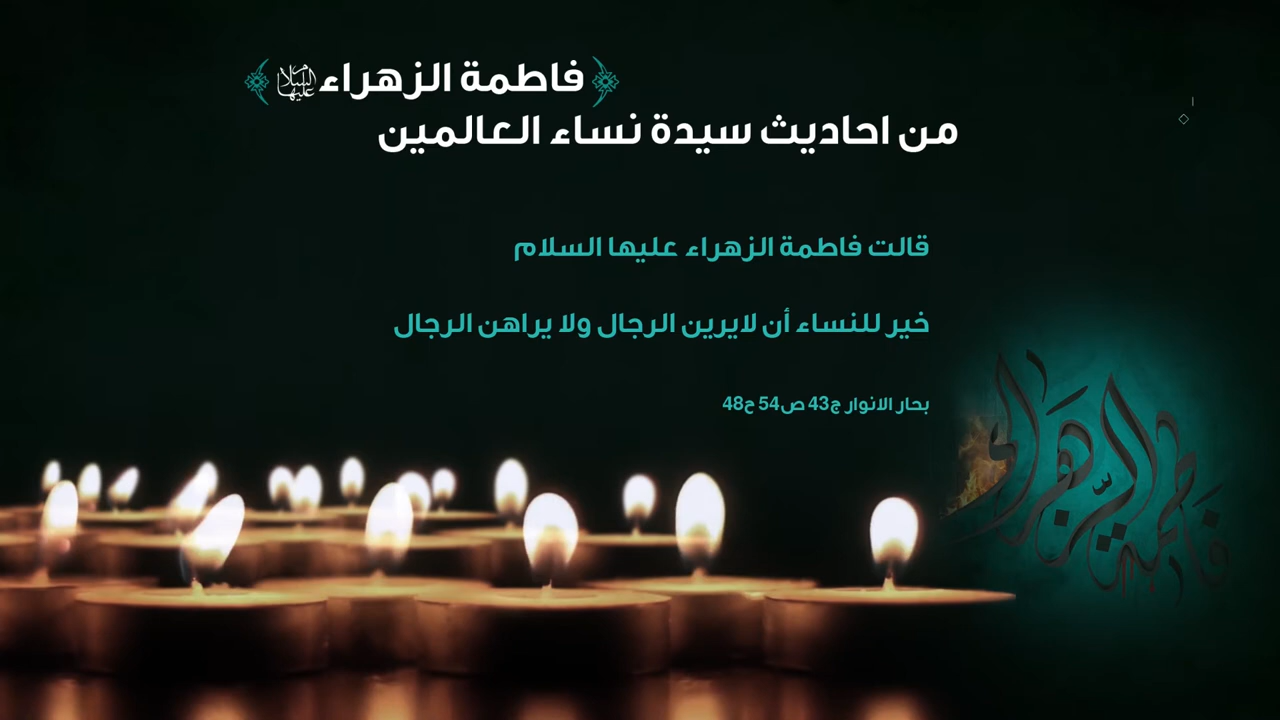 ﴿فاطمة الزهراء عليها السلام﴾
من احاديث سيدة نساء العالمين
قالت فاطمة الزهراء عليها السلام
خير للنساء أن لايرين الرجال ولا يراهن الرجال
بحار الانوار ج43 ص54 ح48
فاطمة الزهراء